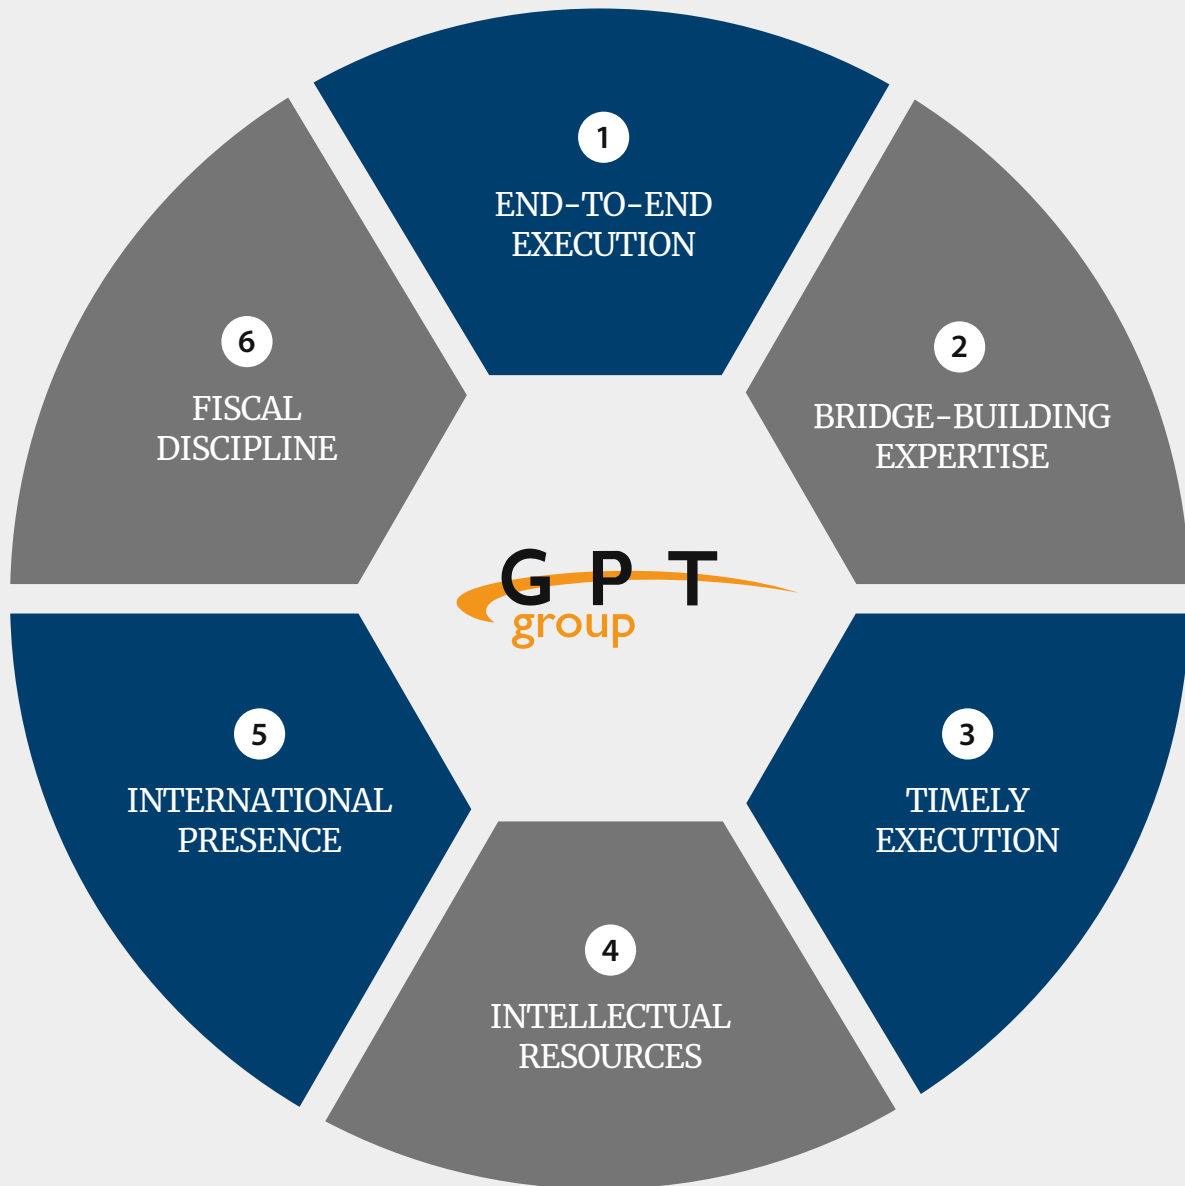 1
END-TO-END
EXECUTION
2
BRIDGE-BUILDING
EXPERTISE
3
TIMELY
EXECUTION
4
INTELLECTUAL
RESOURCES
5
INTERNATIONAL
PRESENCE
6
FISCAL
DISCIPLINE
G P T
group